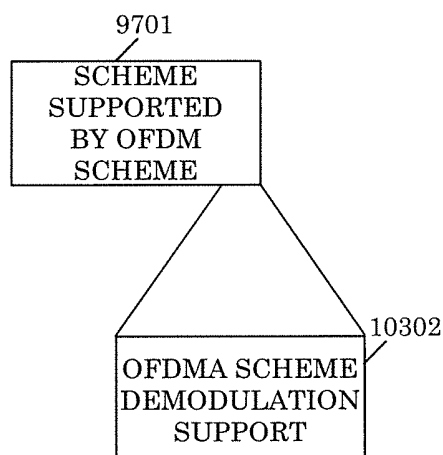 9701
SCHEME
SUPPORTED
BY OFDM
SCHEME
10302
OFDMA SCHEME
DEMODULATION
SUPPORT